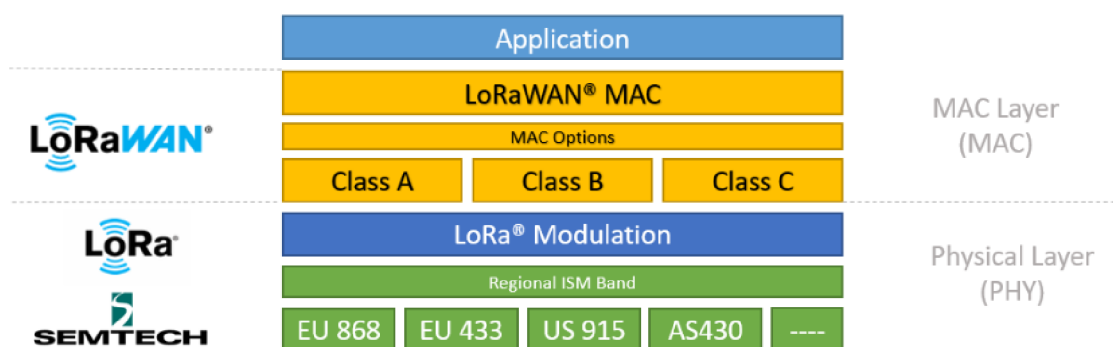 Application
LoRaWAN® MAC
LoRaWAN®
MAC Options
MAC Layer
(MAC)
Class A Class B Class C
LoRa® Modulation
LoRa®
Regional ISM Band
Physical Layer
(PHY)
SEMTECH
EU 868 EU 433 US 915 AS430 ----